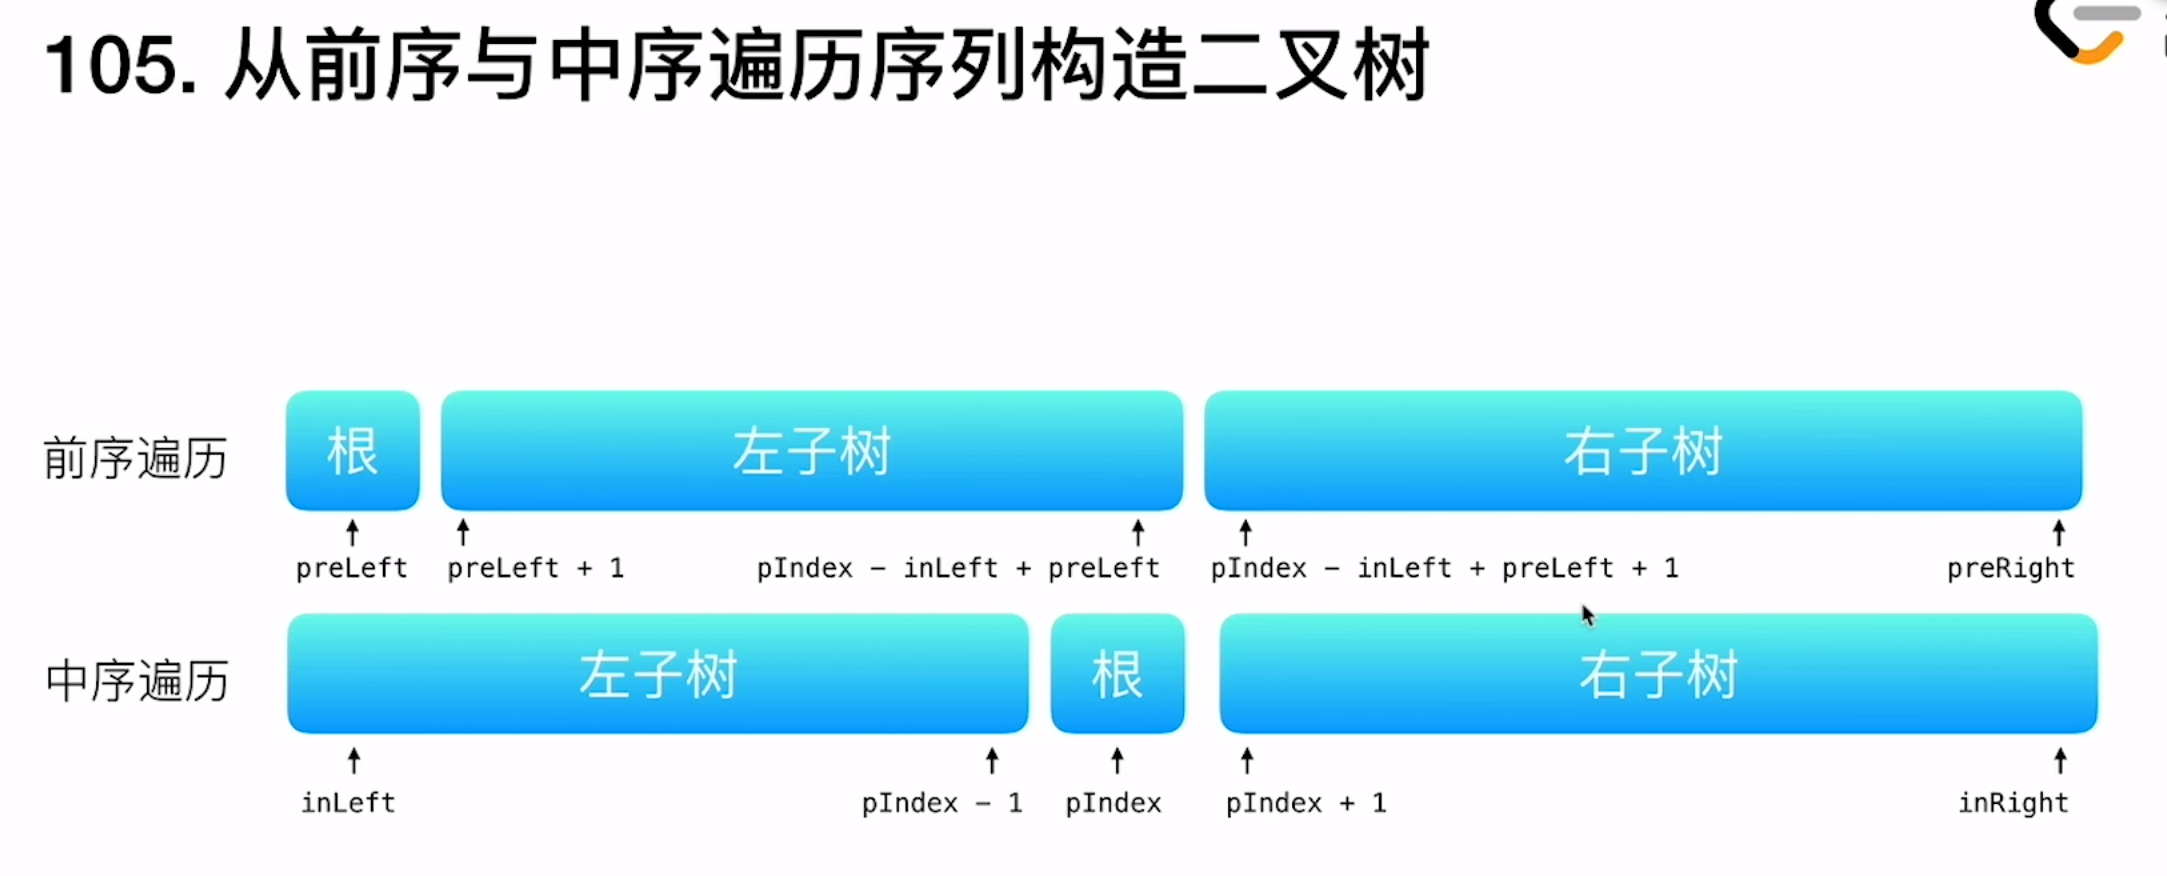 105. 从前序与中序遍历序列构造二叉树
前序遍历 根 左子树 右子树
preLeft preLeft + 1 pIndex - inLeft + preLeft pIndex - inLeft + preLeft + 1 preRight
中序遍历 左子树 根 右子树
inLeft pIndex - 1 pIndex pIndex + 1 inRight